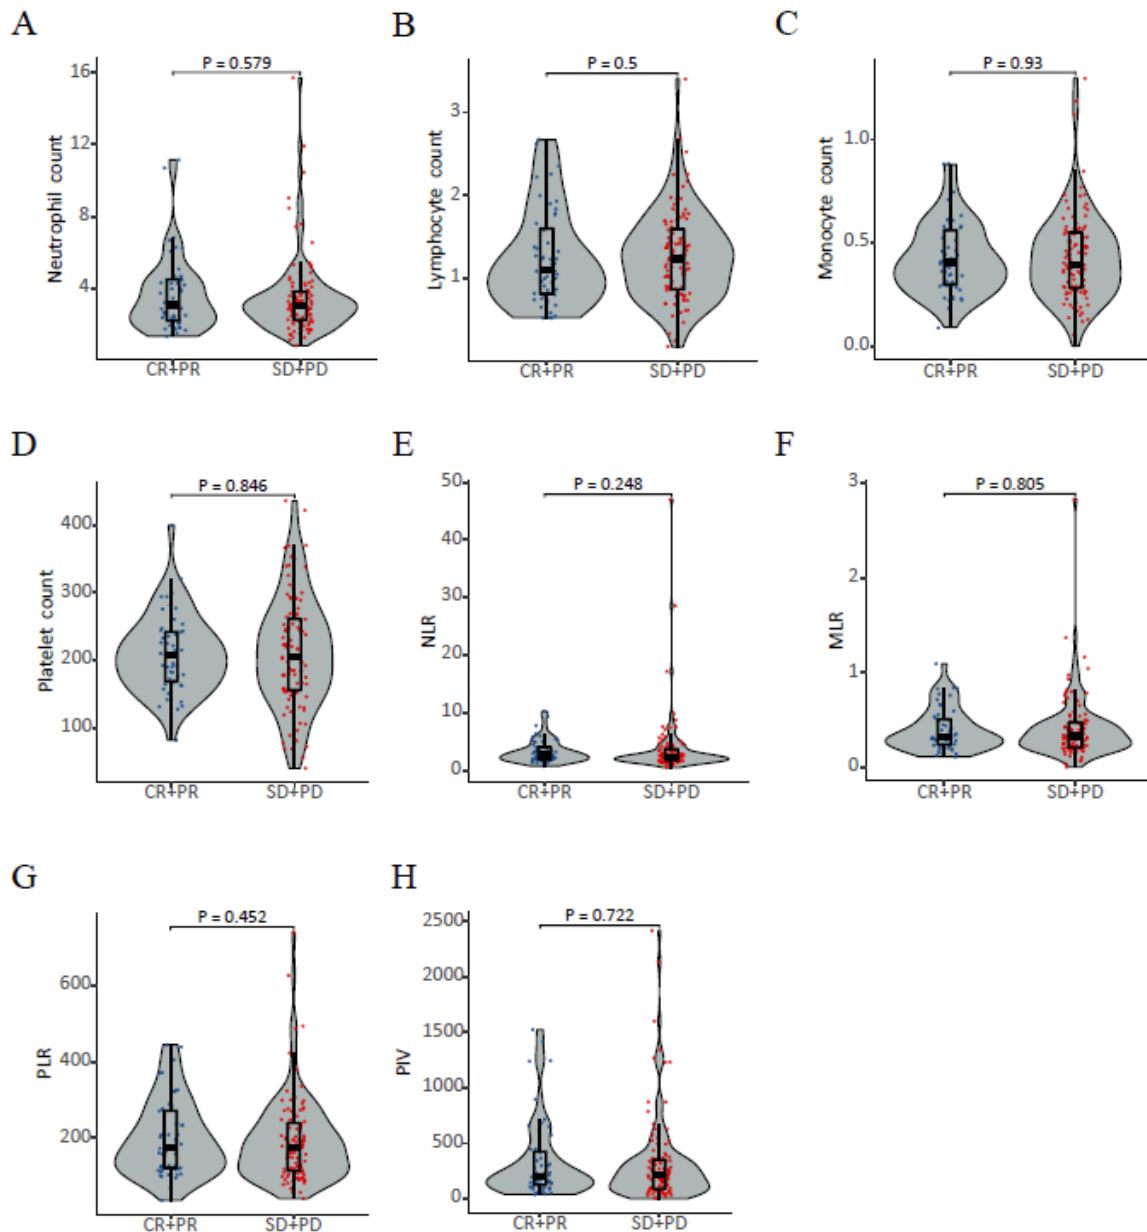 A
P = 0.579
Neutrophil count
16
12
8
4
CR+PR
SD+PD
B
P = 0.5
Lymphocyte count
3
2
1
CR+PR
SD+PD
C
P = 0.93
Monocyte count
1.0
0.5
0.0
CR+PR
SD+PD
D
P = 0.846
Platelet count
400
300
200
100
CR+PR
SD+PD
E
P = 0.248
NLR
50
40
30
20
10
0
CR+PR
SD+PD
F
P = 0.805
MLR
3
2
1
0
CR+PR
SD+PD
G
P = 0.452
PLR
600
400
200
CR+PR
SD+PD
H
P = 0.722
PIV
2500
2000
1500
1000
500
0
CR+PR
SD+PD